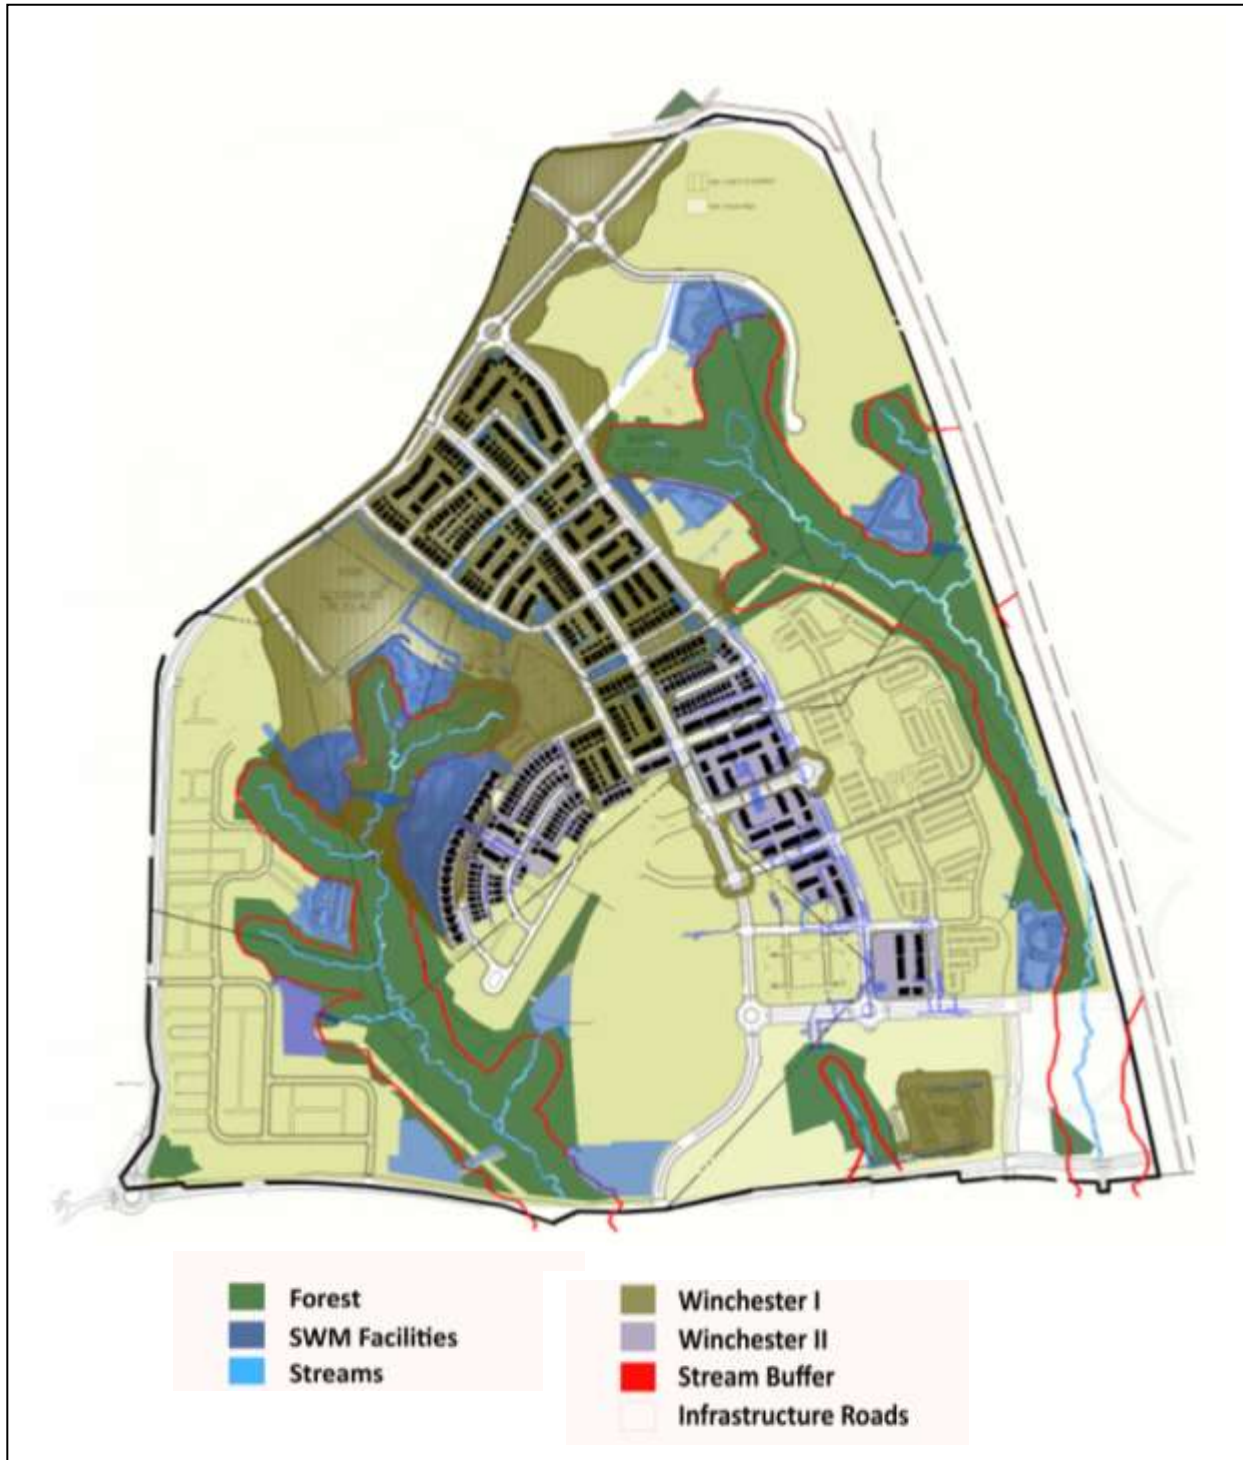 Forest
SWM Facilities
Streams
Winchester I
Winchester II
Stream Buffer
Infrastructure Roads